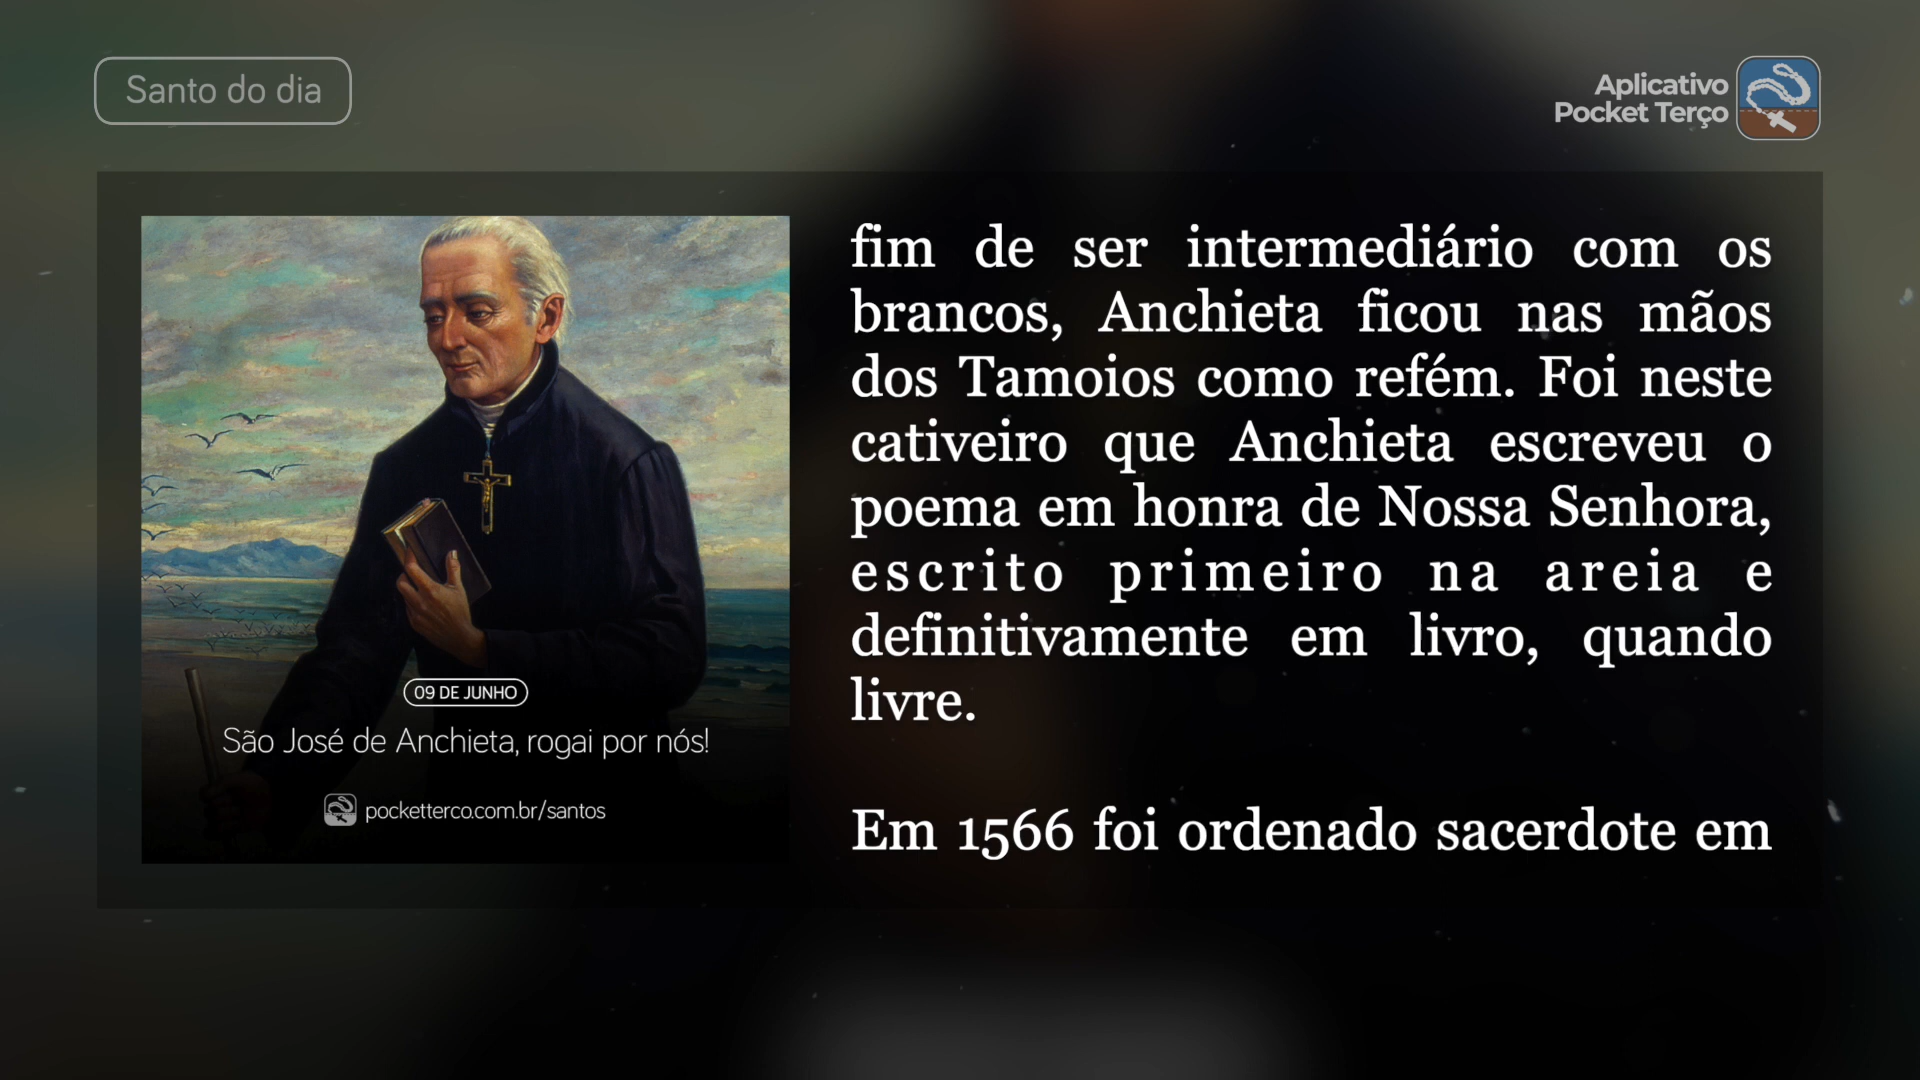 Santo do dia
Aplicativo
Pocket Terço
fim de ser intermediário com os
brancos, Anchieta ficou nas mãos
dos Tamoios como refém. Foi neste
cativeiro que Anchieta escreveu o
poema em honra de Nossa Senhora,
escrito primeiro na areia e
definitivamente em livro, quando
livre.
Em 1566 foi ordenado sacerdote em
09 DE JUNHO
São José de Anchieta, rogai por nós!
pocketterco.com.br/santos